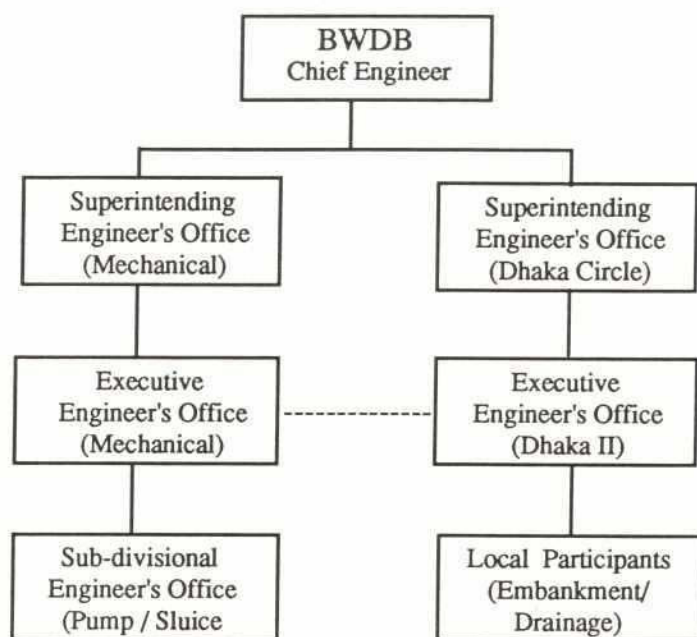 BWDB
Chief Engineer
Superintending
Engineer's Office
(Mechanical)
Superintending
Engineer's Office
(Dhaka Circle)
Executive
Engineer's Office
(Mechanical)
Executive
Engineer's Office
(Dhaka II)
Sub-divisional
Engineer's Office
(Pump / Sluice
Local Participants
(Embankment/
Drainage)